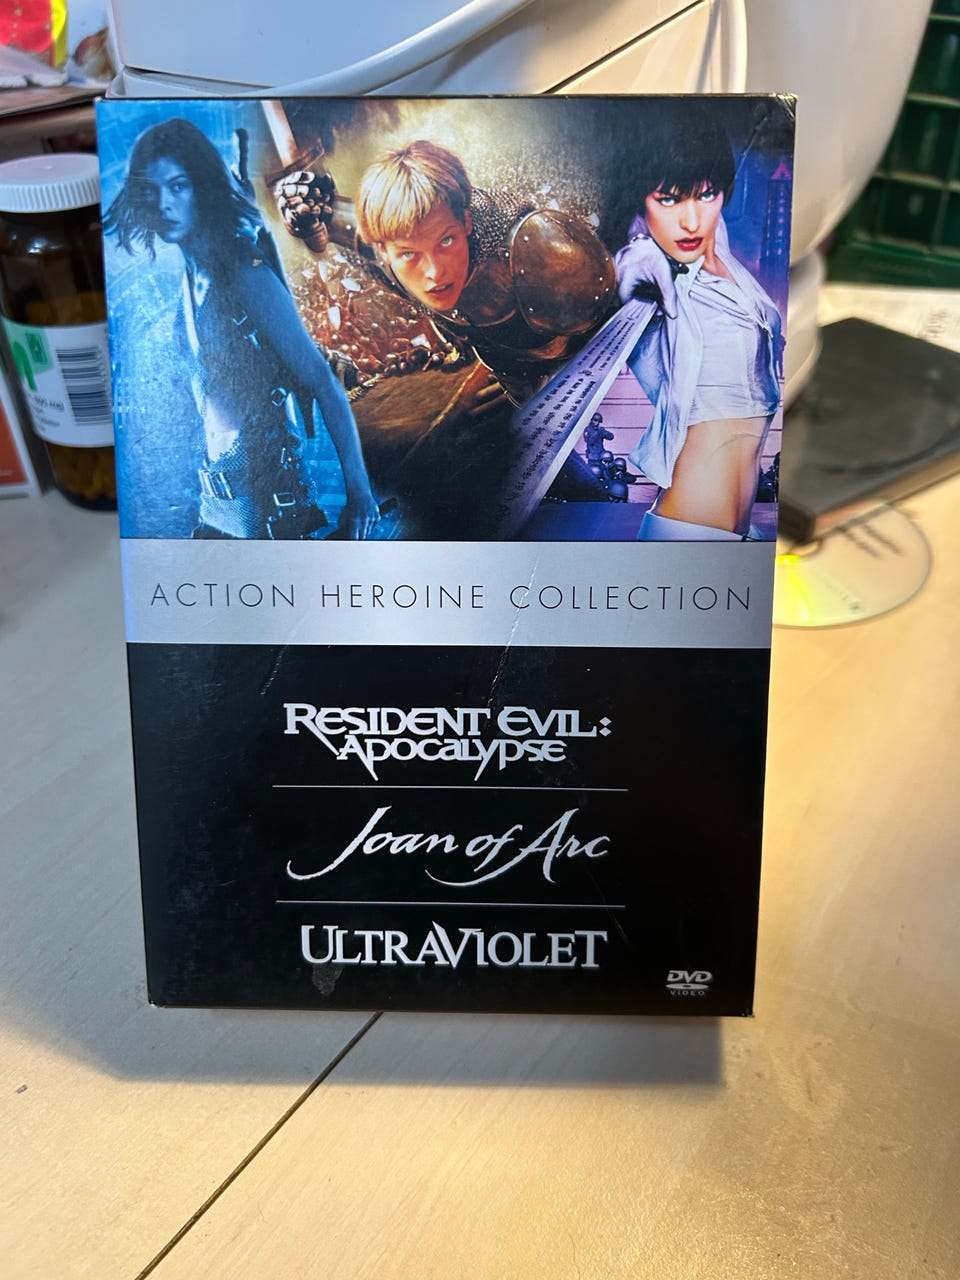 ACTION HEROINE COLLECTION
RESIDENT EVIL:
APOCALYPSE
Joan of Arc
ULTRAVIOLET
DVD
VIDEO